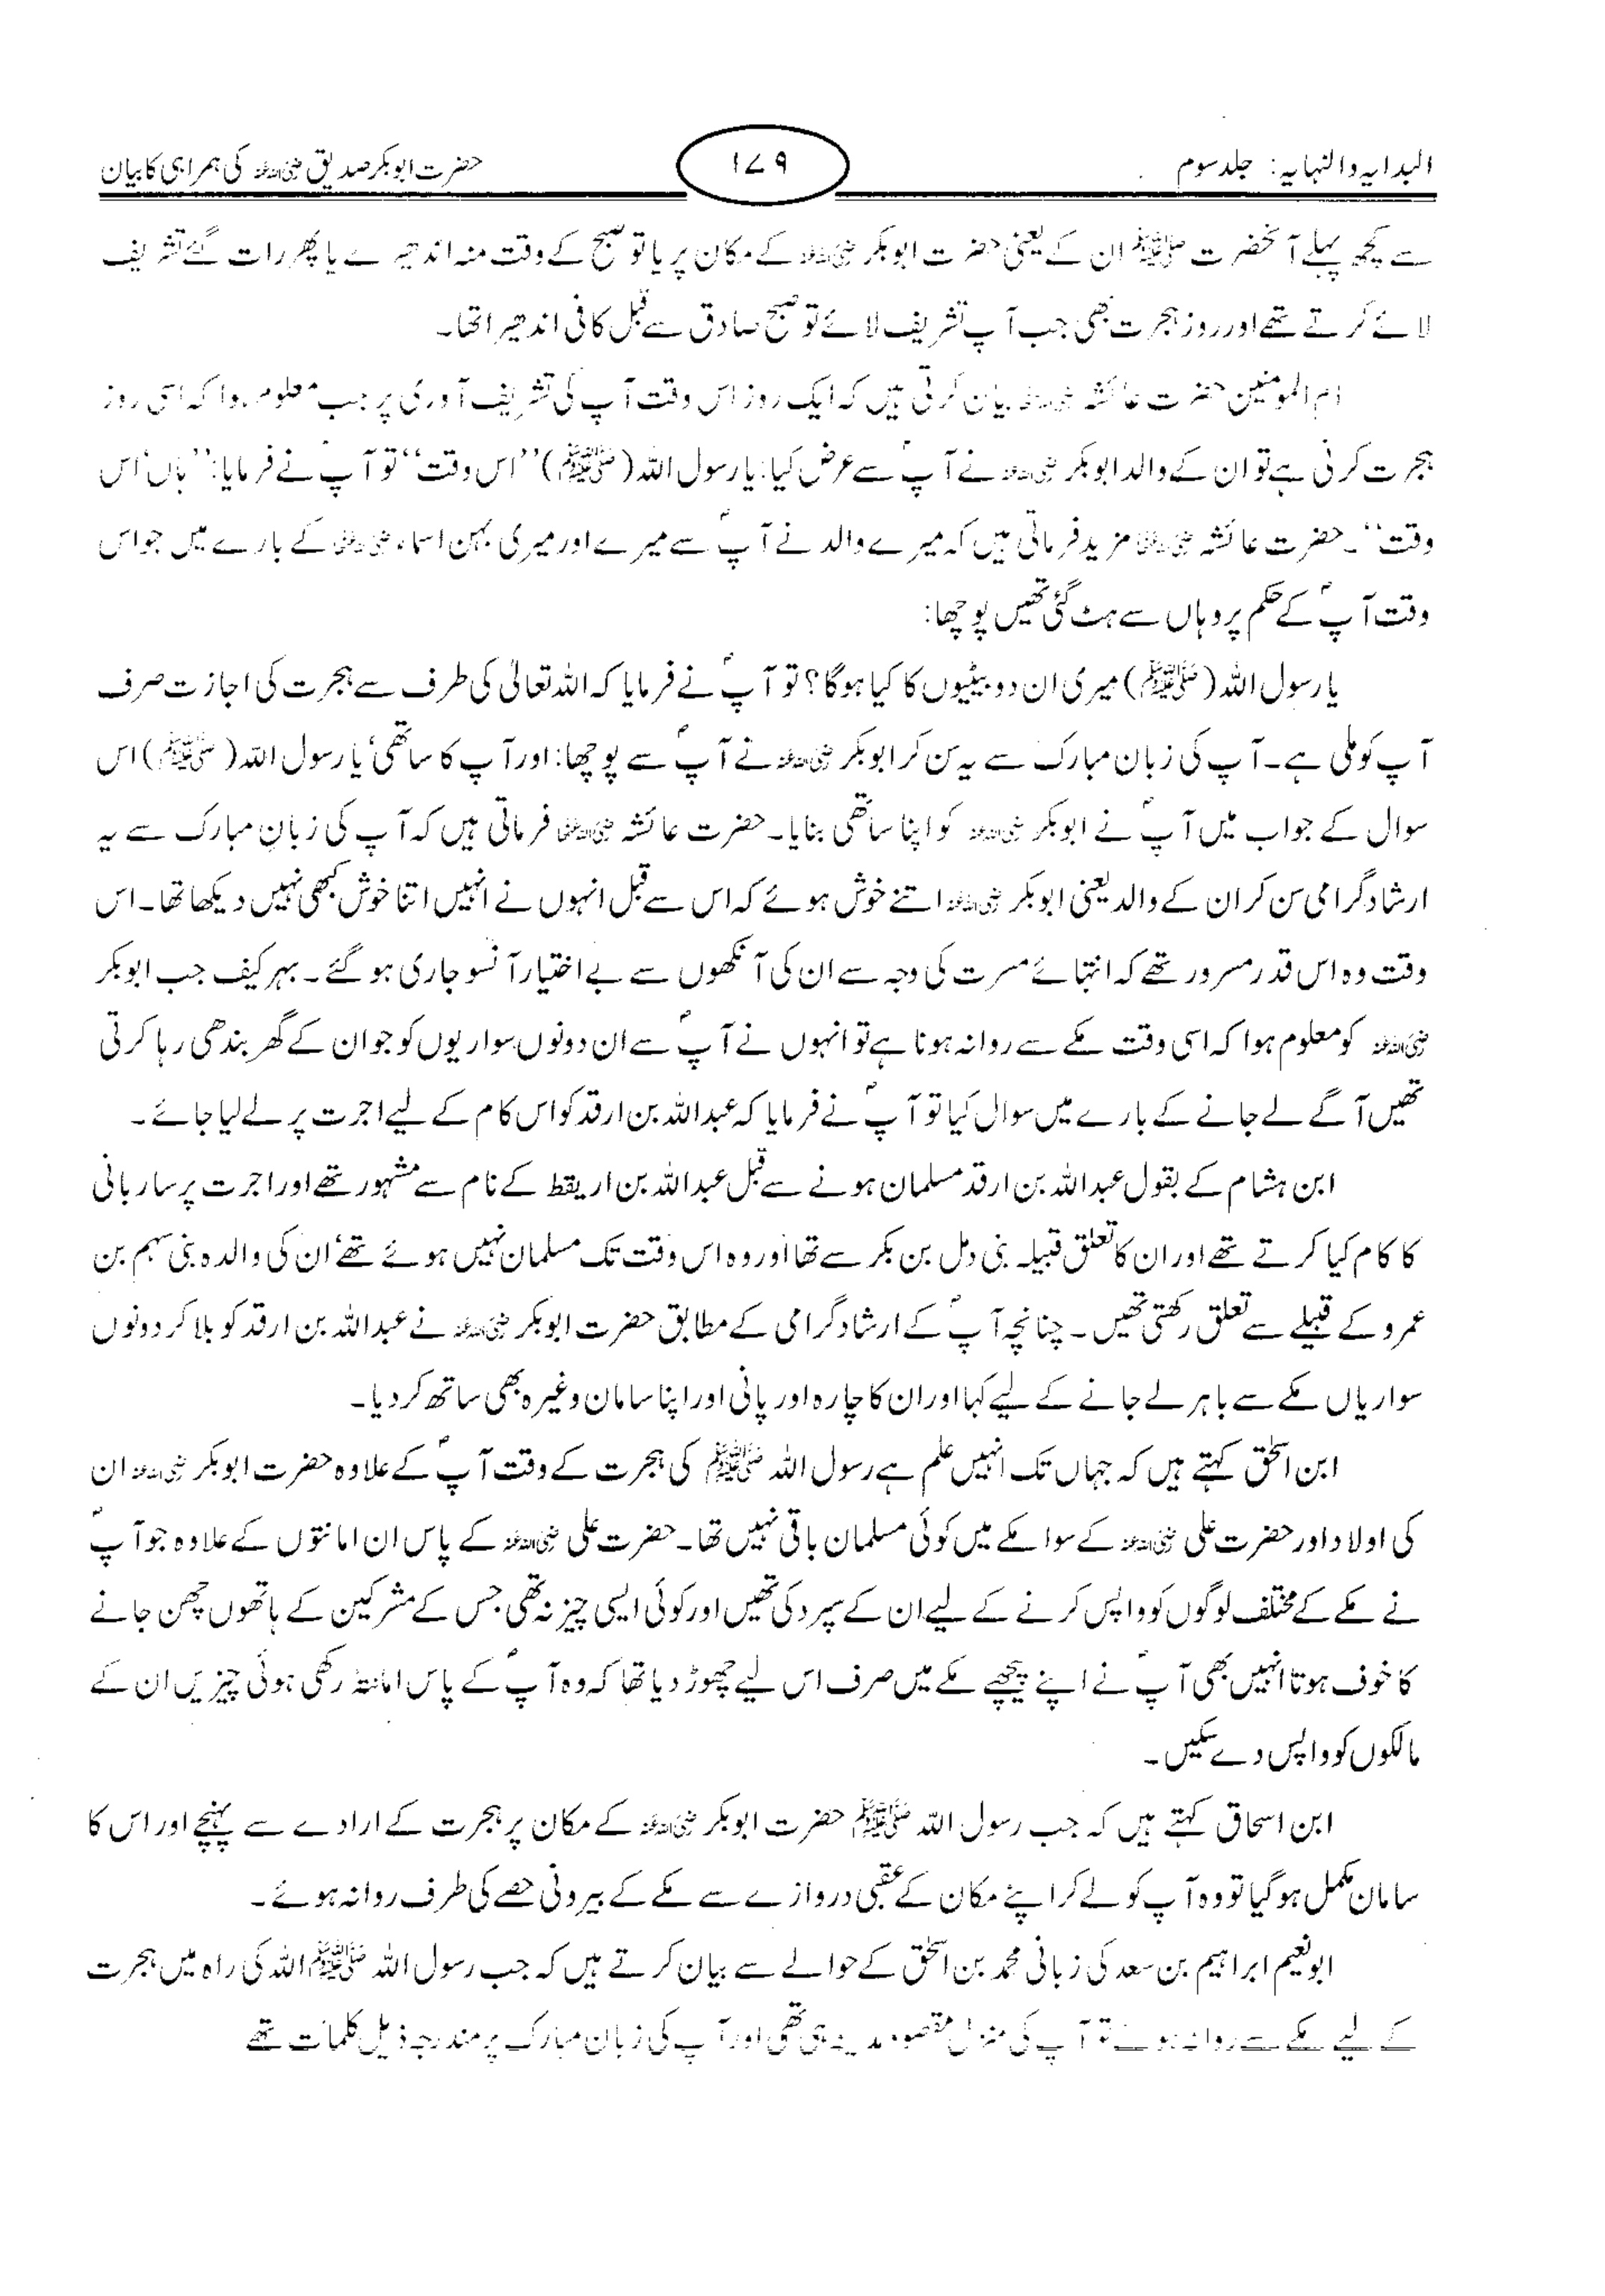 البدایہ والنہایہ: جلد سوم
۱۷۹
حضرت ابوبکر صدیق رضی اللہ عنہ کی ہمراہی کا بیان
سے کچھ پہلے آنحضرت ﷺ ان کے یعنی حضرت ابوبکر رضی اللہ عنہ کے مکان پر یا تو صبح کے وقت منہ اندھیرے یا پھر رات گئے تشریف
لائے کرتے تھے اور روز ہجرت بھی جب آپ تشریف لائے تو صبح صادق سے قبل کافی اندھیرا تھا۔
ام المومنین حضرت عائشہ رضی اللہ عنہا بیان کرتی ہیں کہ ایک روز اس وقت آپ کی تشریف آوری پر جب معلوم ہوا کہ اسی روز
ہجرت کرنی ہے تو ان کے والد ابوبکر رضی اللہ عنہ نے آپؐ سے عرض کیا: یا رسول اللہ (ﷺ) ’’اس وقت‘‘ تو آپؐ نے فرمایا: ’’ہاں‘ اس
وقت‘‘۔ حضرت عائشہ رضی اللہ عنہا مزید فرماتی ہیں کہ میرے والد نے آپؐ سے میرے اور میری بہن اسماء رضی اللہ عنہا کے بارے میں جو اس
وقت آپؐ کے حکم پر وہاں سے ہٹ گئی تھیں پوچھا:
یا رسول اللہ (ﷺ) میری ان دو بیٹیوں کا کیا ہوگا؟ تو آپؐ نے فرمایا کہ اللہ تعالیٰ کی طرف سے ہجرت کی اجازت صرف
آپ کو ملی ہے۔ آپ کی زبان مبارک سے یہ سن کر ابوبکر رضی اللہ عنہ نے آپؐ سے پوچھا: اور آپ کا ساتھی‘ یا رسول اللہ (ﷺ) اس
سوال کے جواب میں آپؐ نے ابوبکر رضی اللہ عنہ کو اپنا ساتھی بنایا۔ حضرت عائشہ رضی اللہ عنہا فرماتی ہیں کہ آپ کی زبانِ مبارک سے یہ
ارشاد گرامی سن کر ان کے والد یعنی ابوبکر رضی اللہ عنہ اتنے خوش ہوئے کہ اس سے قبل انہوں نے انہیں اتنا خوش کبھی نہیں دیکھا تھا۔ اس
وقت وہ اس قدر مسرور تھے کہ انتہائے مسرت کی وجہ سے ان کی آنکھوں سے بے اختیار آنسو جاری ہو گئے۔ بہر کیف جب ابوبکر
رضی اللہ عنہ کو معلوم ہوا کہ اسی وقت مکے سے روانہ ہونا ہے تو انہوں نے آپؐ سے ان دونوں سواریوں کو جو ان کے گھر بندھی رہا کرتی
تھیں آگے لے جانے کے بارے میں سوال کیا تو آپؐ نے فرمایا کہ عبداللہ بن ارقد کو اس کام کے لیے اجرت پر لے لیا جائے۔
ابن ہشام کے بقول عبداللہ بن ارقد مسلمان ہونے سے قبل عبداللہ بن اریقط کے نام سے مشہور تھے اور اجرت پر ساربانی
کا کام کیا کرتے تھے اور ان کا تعلق قبیلہ بنی دمل بن بکر سے تھا اور وہ اس وقت تک مسلمان نہیں ہوئے تھے‘ ان کی والدہ بنی سہم بن
عمرو کے قبیلے سے تعلق رکھتی تھیں۔ چنانچہ آپؐ کے ارشاد گرامی کے مطابق حضرت ابوبکر رضی اللہ عنہ نے عبداللہ بن ارقد کو بلا کر دونوں
سواریاں مکے سے باہر لے جانے کے لیے کہا اور ان کا چارہ اور پانی اور اپنا سامان وغیرہ بھی ساتھ کر دیا۔
ابن اسحٰق کہتے ہیں کہ جہاں تک انہیں علم ہے رسول اللہ ﷺ کی ہجرت کے وقت آپؐ کے علاوہ حضرت ابوبکر رضی اللہ عنہ ان
کی اولاد اور حضرت علی رضی اللہ عنہ کے سوا مکے میں کوئی مسلمان باقی نہیں تھا۔ حضرت علی رضی اللہ عنہ کے پاس ان امانتوں کے علاوہ جو آپؐ
نے مکے کے مختلف لوگوں کو واپس کرنے کے لیے ان کے سپرد کی تھیں اور کوئی ایسی چیز نہ تھی جس کے مشرکین کے ہاتھوں چھن جانے
کا خوف ہوتا انہیں بھی آپؐ نے اپنے پیچھے مکے میں صرف اس لیے چھوڑ دیا تھا کہ وہ آپؐ کے پاس امانتہً رکھی ہوئی چیزیں ان کے
مالکوں کو واپس دے سکیں۔
ابن اسحاق کہتے ہیں کہ جب رسول اللہ ﷺ حضرت ابوبکر رضی اللہ عنہ کے مکان پر ہجرت کے ارادے سے پہنچے اور اس کا
سامان مکمل ہو گیا تو وہ آپ کو لے کر اپنے مکان کے عقبی دروازے سے مکے کے بیرونی حصے کی طرف روانہ ہوئے۔
ابونعیم ابراہیم بن سعد کی زبانی محمد بن اسحٰق کے حوالے سے بیان کرتے ہیں کہ جب رسول اللہ ﷺ اللہ کی راہ میں ہجرت
کے لیے مکے سے روانہ ہوئے تو آپ کی منزل مقصود مدینہ ہی تھی اور آپ کی زبان مبارک پر مندرجہ ذیل کلمات تھے